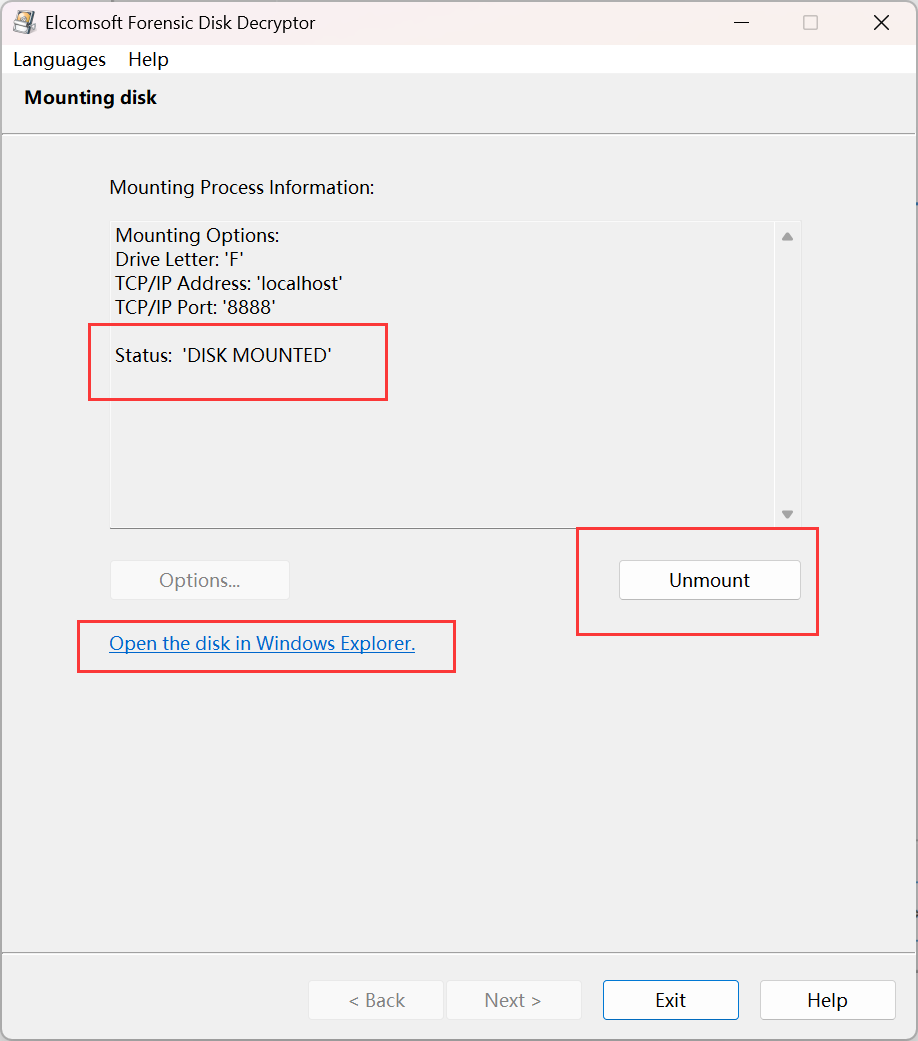 Elcomsoft Forensic Disk Decryptor
Languages Help
Mounting disk
Mounting Process Information:
Mounting Options:
Drive Letter: 'F'
TCP/IP Address: 'localhost'
TCP/IP Port: '8888'
Status:  'DISK MOUNTED'
Options... Unmount
Open the disk in Windows Explorer.
< Back Next > Exit Help